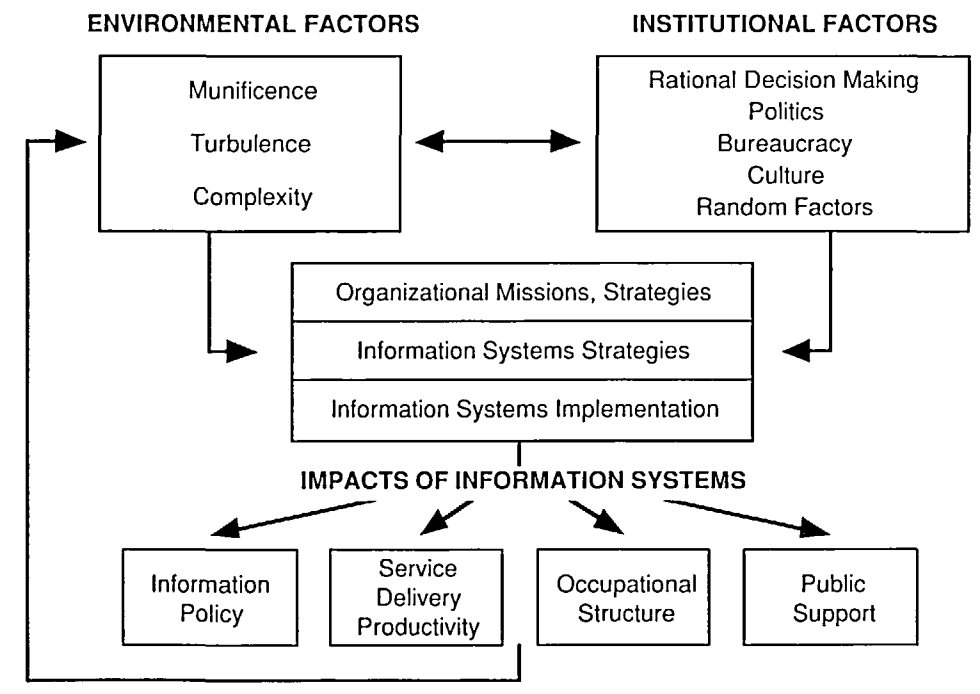 ENVIRONMENTAL FACTORS
Munificence
Turbulence
Complexity
INSTITUTIONAL FACTORS
Rational Decision Making
Politics
Bureaucracy
Culture
Random Factors
Organizational Missions, Strategies
Information Systems Strategies
Information Systems Implementation
IMPACTS OF INFORMATION SYSTEMS
Information
Policy
Service
Delivery
Productivity
Occupational
Structure
Public
Support